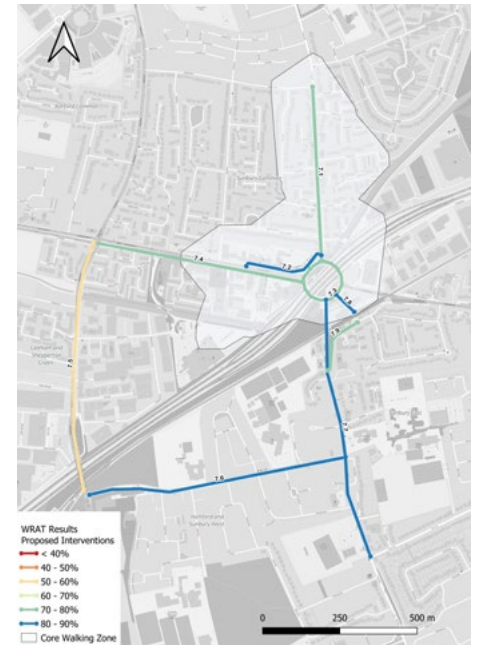 Sunbury Common
7.1
7.2
7.4
7.3
7.8
7.9
7.5
7.7
7.6
WRAT Results
Proposed Interventions
< 40%
40 - 50%
50 - 60%
60 - 70%
70 - 80%
80 - 90%
Core Walking Zone
0 250 500 m